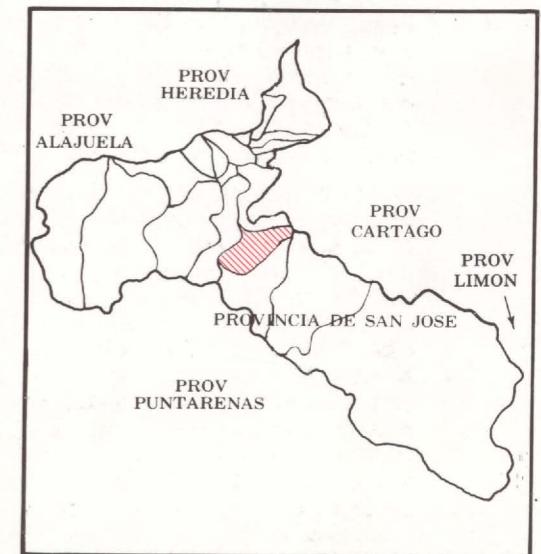 PROV
HEREDIA
PROV
ALAJUELA
PROV
CARTAGO
PROV
LIMON
PROVINCIA DE SAN JOSE
PROV
PUNTARENAS